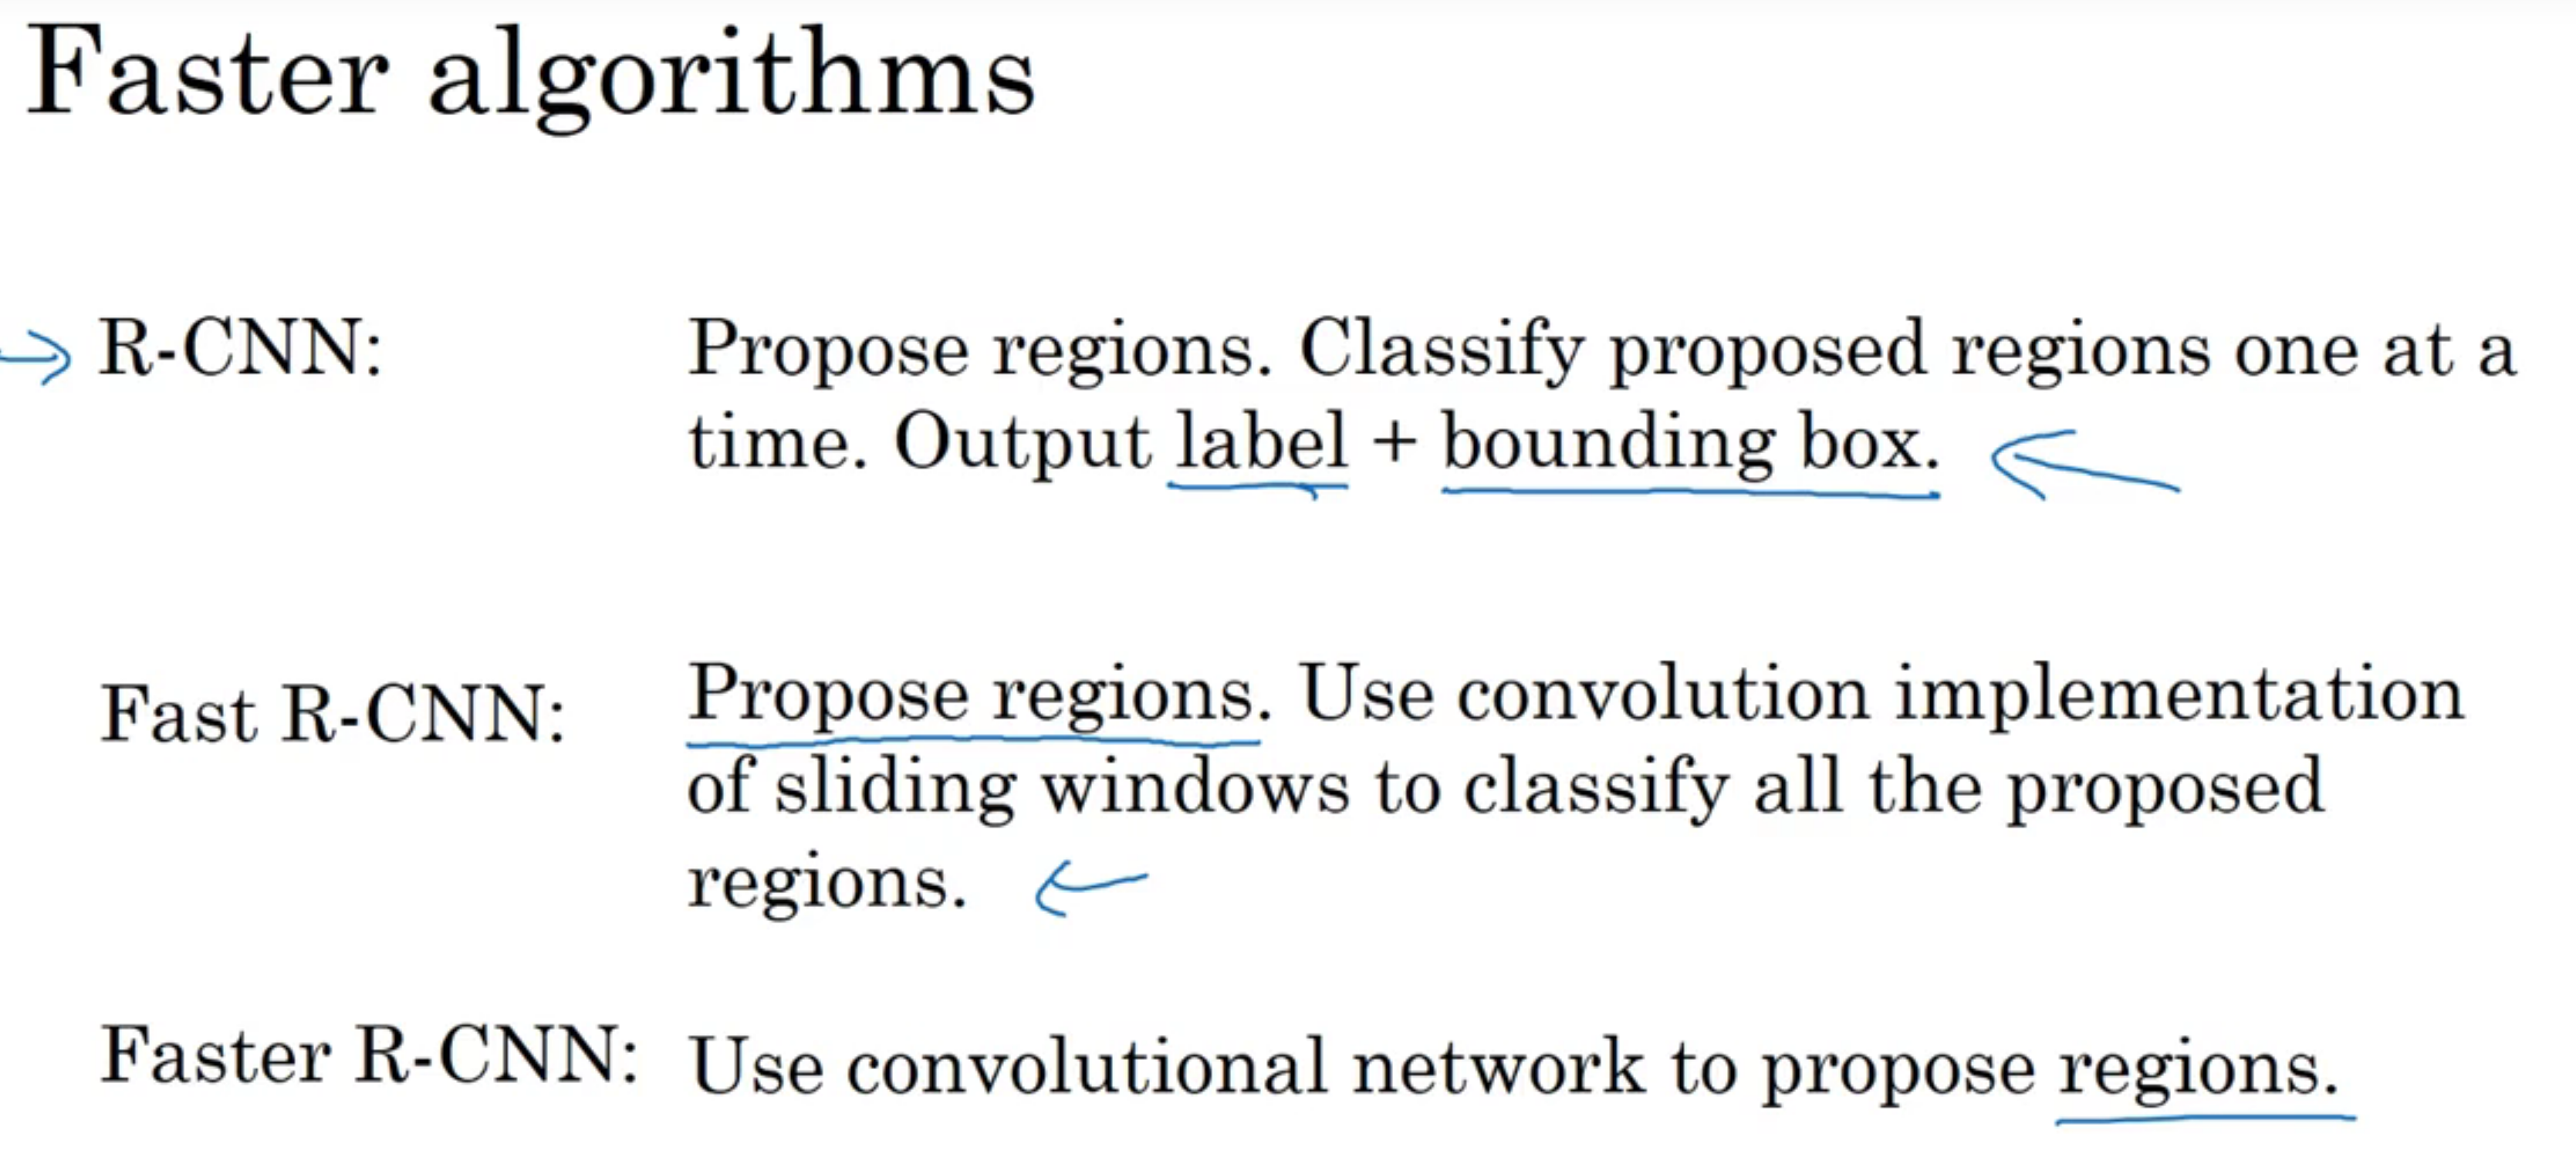 Faster algorithms
R-CNN: Propose regions. Classify proposed regions one at a
time. Output label + bounding box.
Fast R-CNN: Propose regions. Use convolution implementation
of sliding windows to classify all the proposed
regions.
Faster R-CNN: Use convolutional network to propose regions.